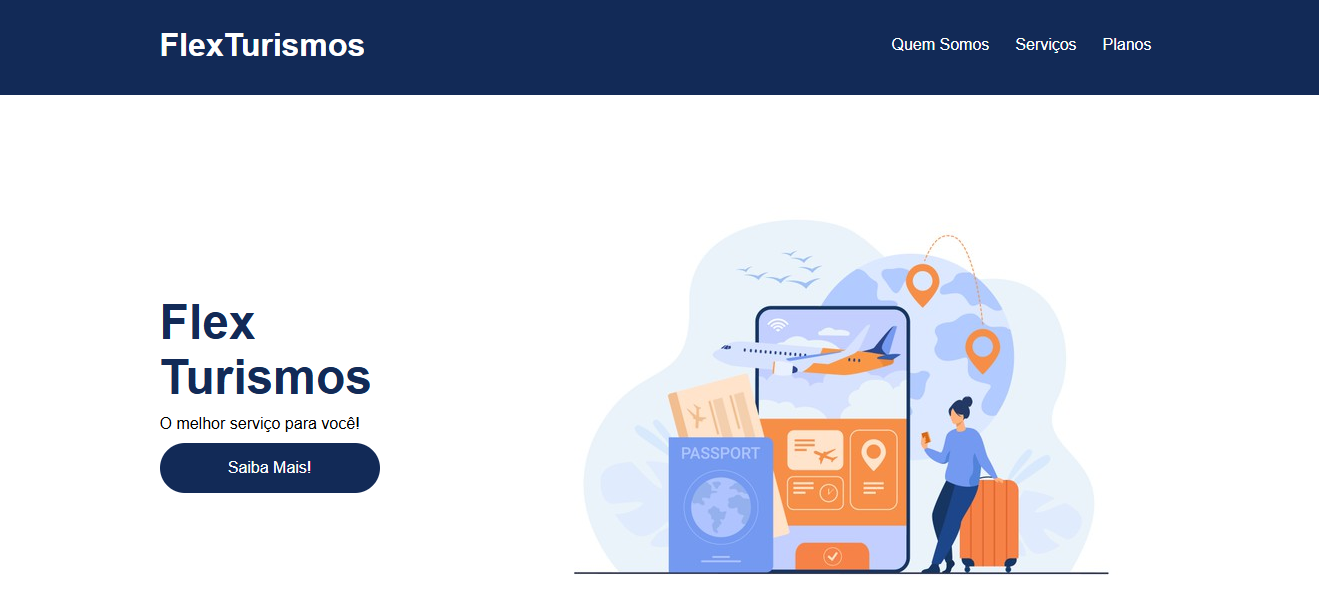 FlexTurismos
Quem Somos Serviços Planos
Flex
Turismos
O melhor serviço para você!
Saiba Mais!
PASSPORT